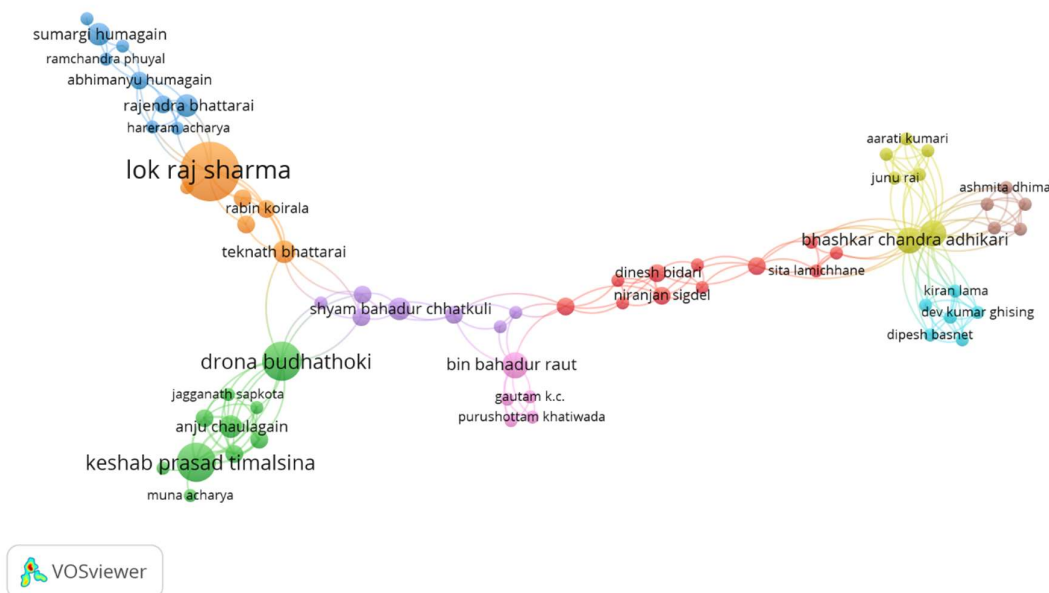 sumargi humagain
ramchandra phuyal
abhimanyu humagain
rajendra bhattarai
hareram acharya
lok raj sharma
rabin koirala
teknath bhattarai
shyam bahadur chhatkuli
drona budhathoki
jagganath sapkota
anju chaulagain
keshab prasad timalsina
muna acharya
bin bahadur raut
gautam k.c.
purushottam khatiwada
dinesh bidari
niranjan sigdel
sita lamichhane
bhashkar chandra adhikari
aarati kumari
junu rai
ashmita dhima
kiran lama
dev kumar ghising
dipesh basnet
VOSviewer